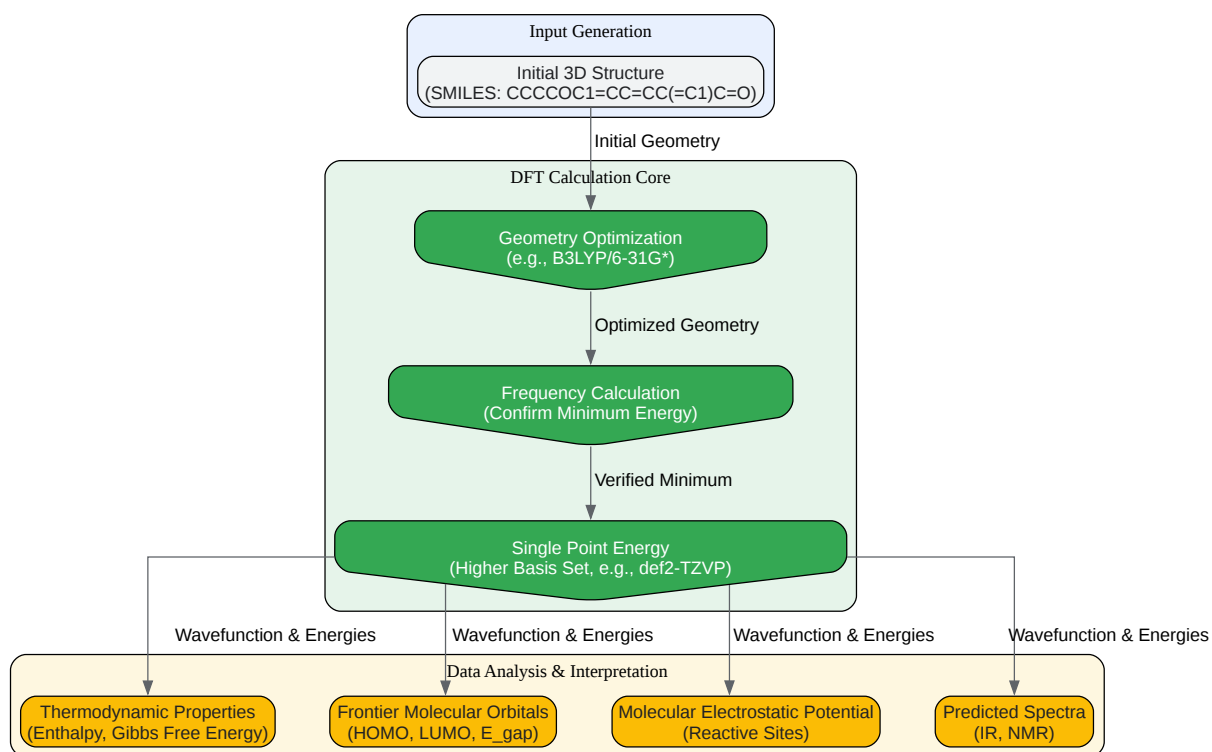 Input Generation
Initial 3D Structure
(SMILES: CCCCOC1=CC=CC(=C1)C=O)
Initial Geometry
DFT Calculation Core
Geometry Optimization
(e.g., B3LYP/6-31G*)
Optimized Geometry
Frequency Calculation
(Confirm Minimum Energy)
Verified Minimum
Single Point Energy
(Higher Basis Set, e.g., def2-TZVP)
Wavefunction & Energies
Wavefunction & Energies
Wavefunction & Energies
Wavefunction & Energies
Data Analysis & Interpretation
Thermodynamic Properties
(Enthalpy, Gibbs Free Energy)
Frontier Molecular Orbitals
(HOMO, LUMO, E_gap)
Molecular Electrostatic Potential
(Reactive Sites)
Predicted Spectra
(IR, NMR)